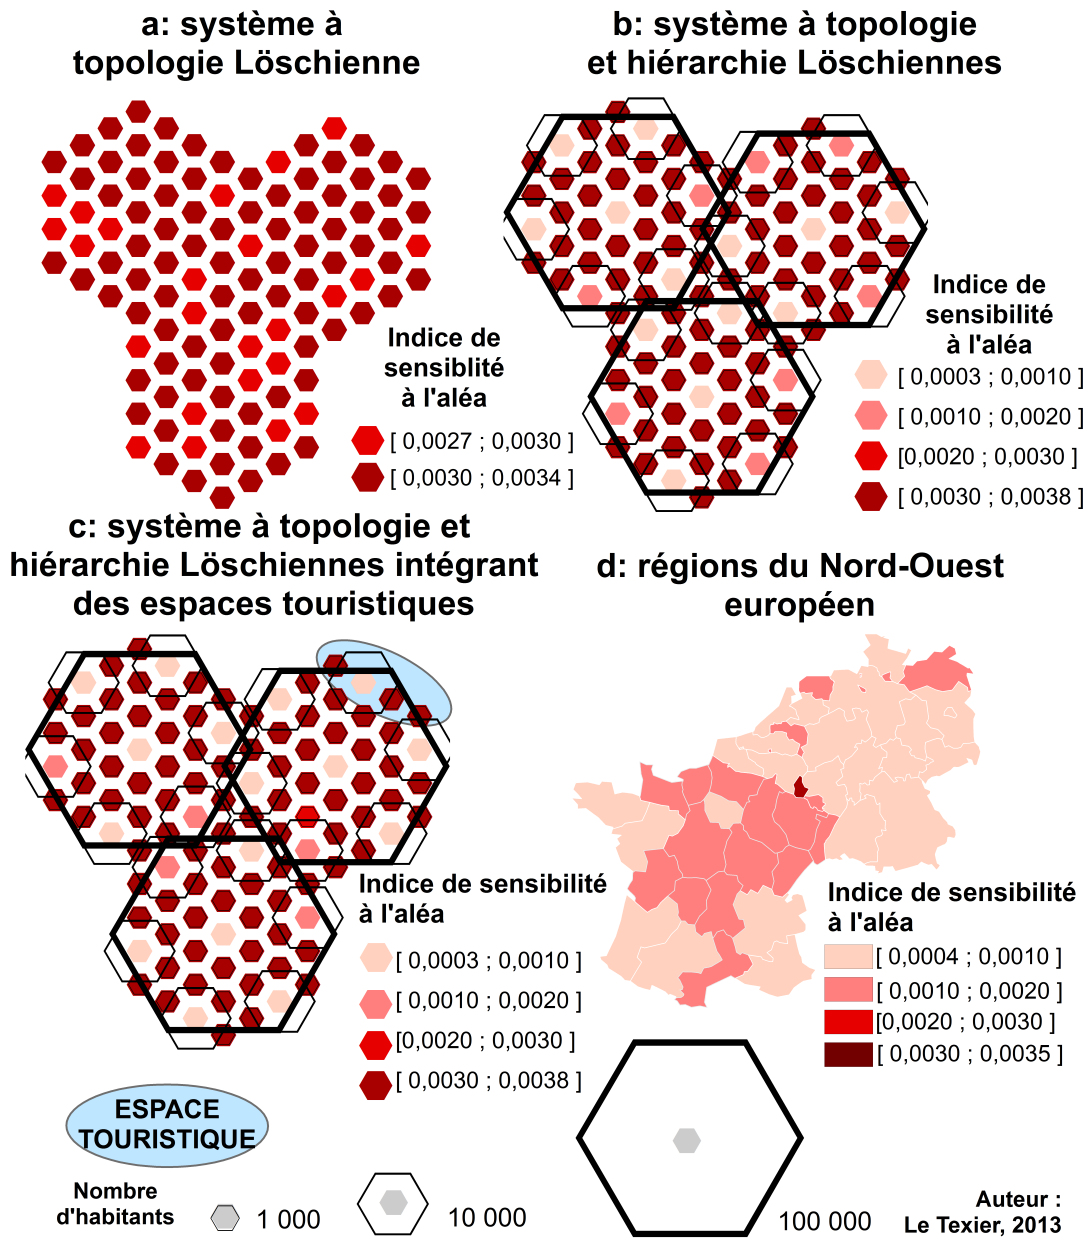 a: système à
topologie Löschienne
b: système à topologie
et hiérarchie Löschiennes
Indice de
sensiblité
à l'aléa
[ 0,0027 ; 0,0030 ]
[ 0,0030 ; 0,0034 ]
Indice de
sensibilité
à l'aléa
[ 0,0003 ; 0,0010 ]
[ 0,0010 ; 0,0020 ]
[0,0020 ; 0,0030 ]
[ 0,0030 ; 0,0038 ]
c: système à topologie et
hiérarchie Löschiennes intégrant
des espaces touristiques
d: régions du Nord-Ouest
européen
Indice de sensibilité
à l'aléa
[ 0,0003 ; 0,0010 ]
[ 0,0010 ; 0,0020 ]
[0,0020 ; 0,0030 ]
[ 0,0030 ; 0,0038 ]
Indice de sensibilité
à l'aléa
[ 0,0004 ; 0,0010 ]
[ 0,0010 ; 0,0020 ]
[0,0020 ; 0,0030 ]
[ 0,0030 ; 0,0035 ]
ESPACE
TOURISTIQUE
Nombre
d'habitants
1 000
10 000
100 000
Auteur :
Le Texier, 2013